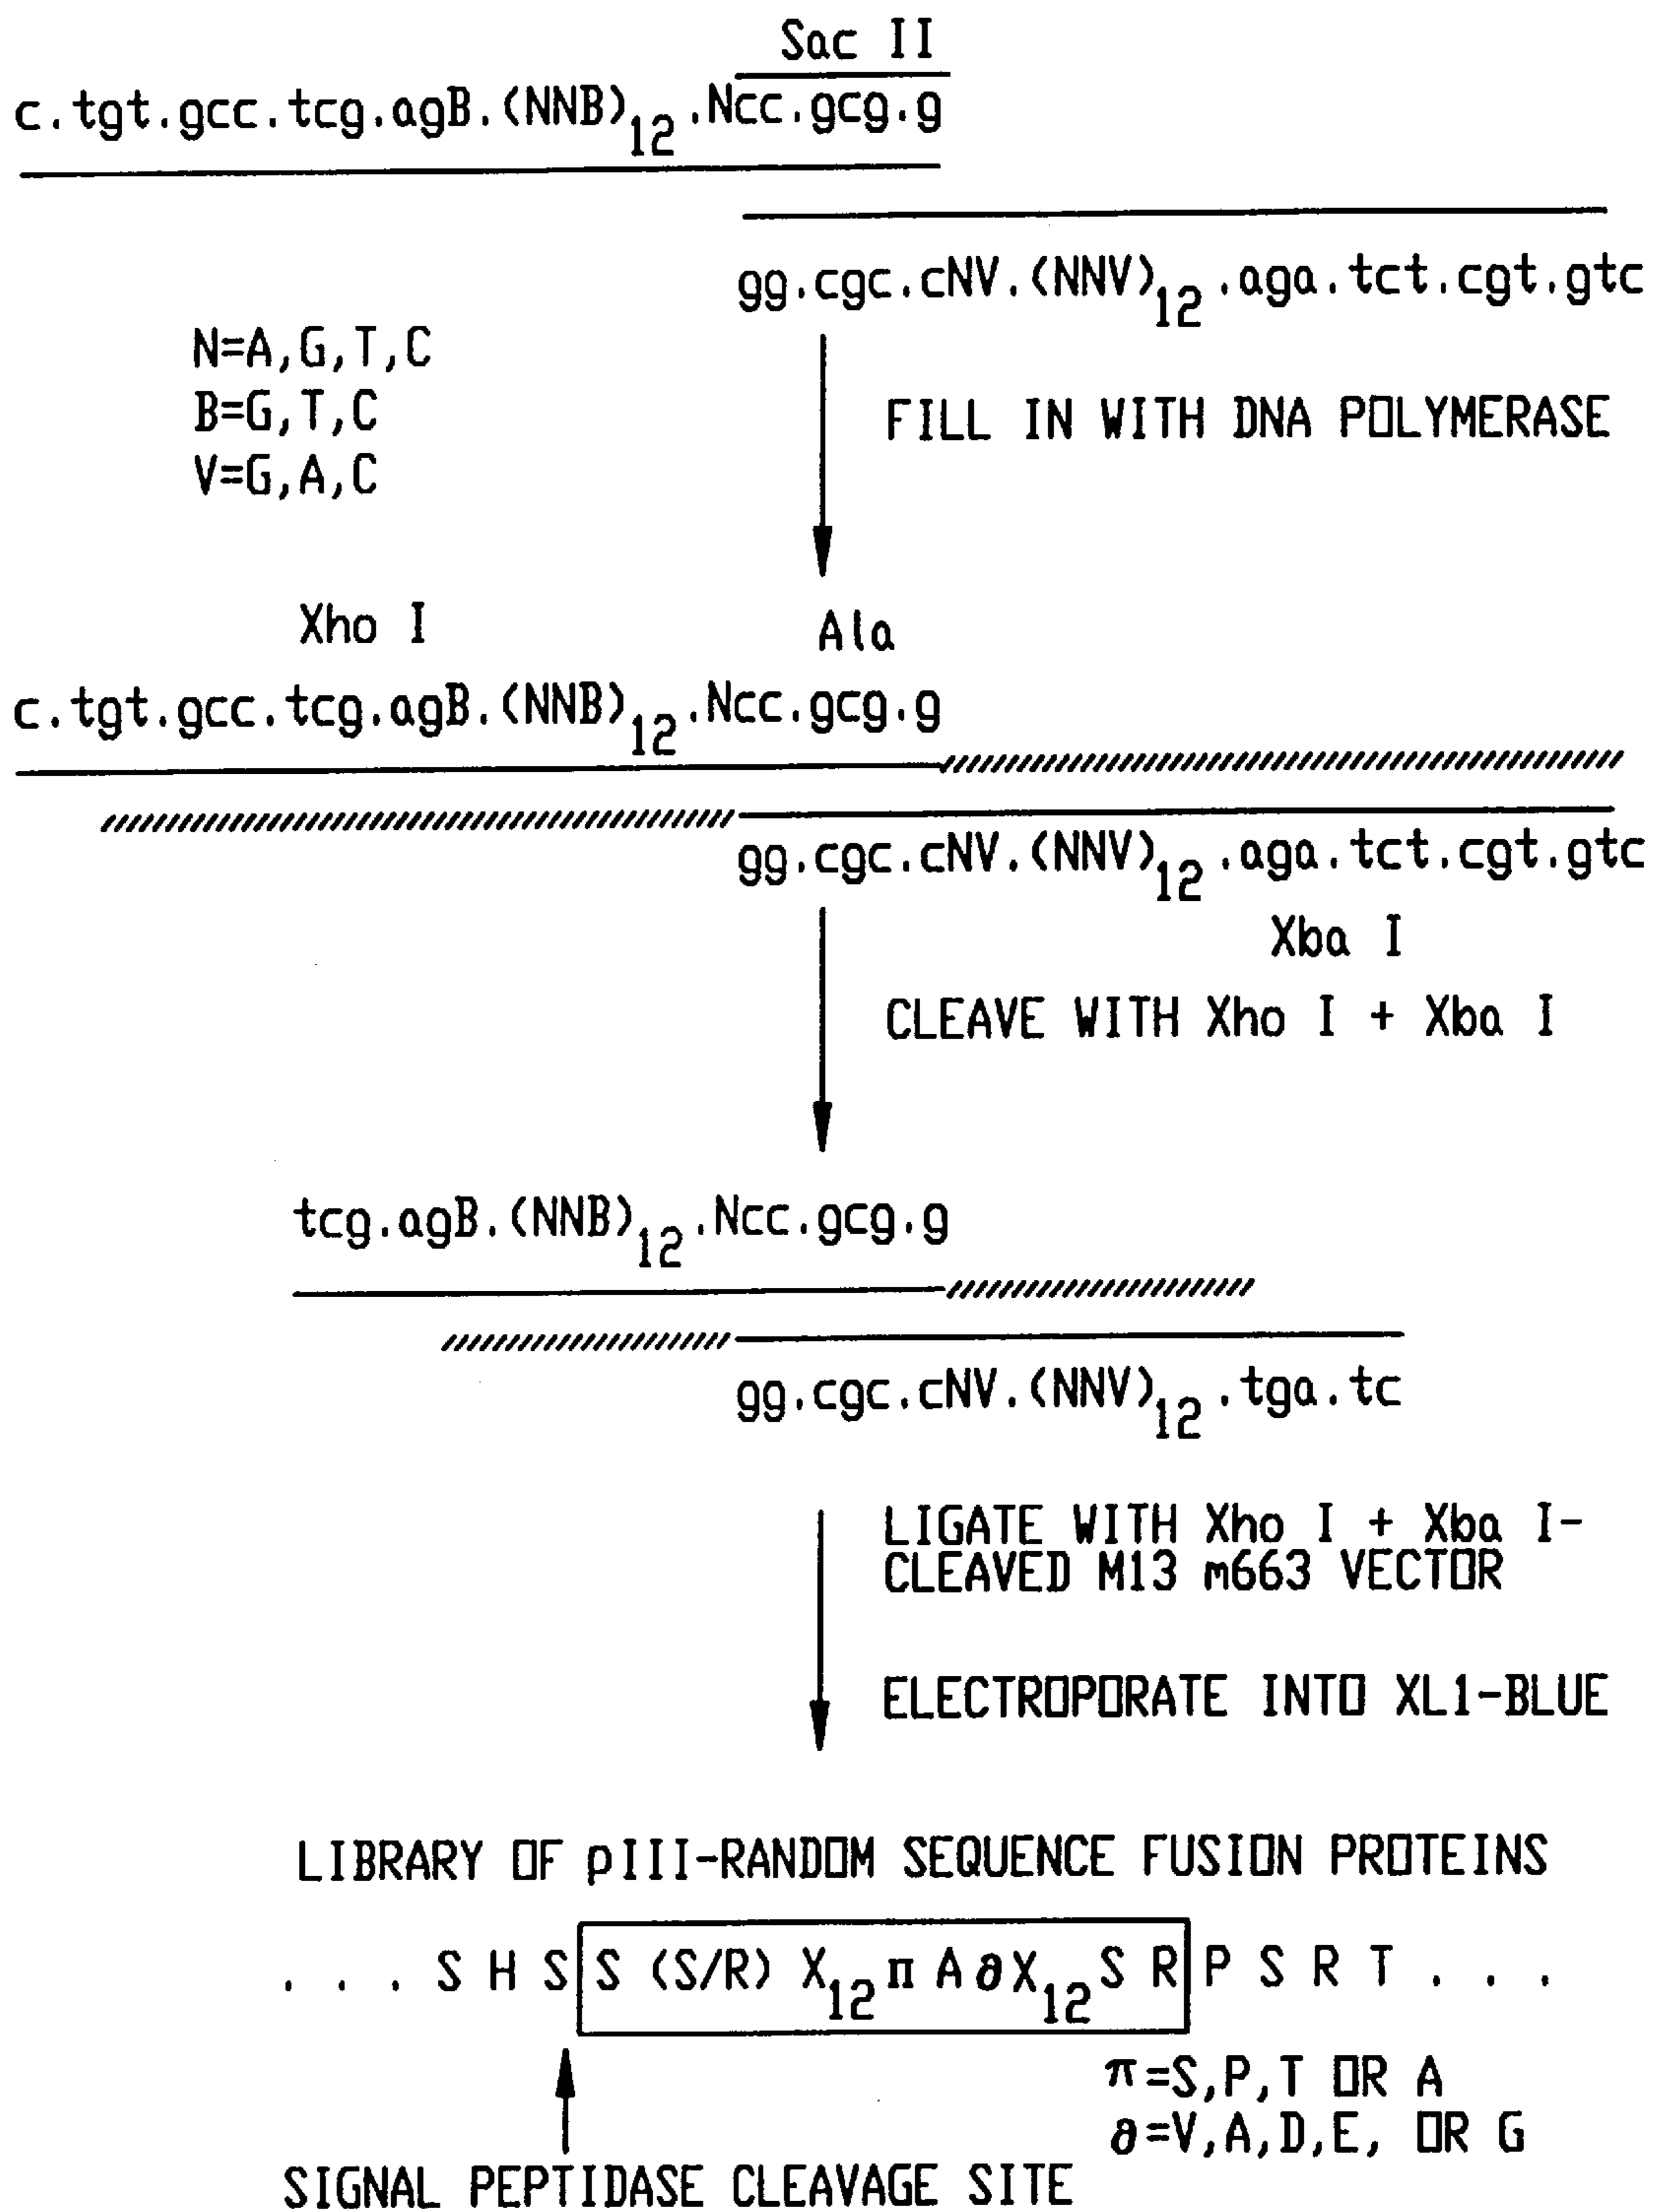 Sac II
c.tgt.gcc.tcg.agB.(NNB)12.Ncc.gcg.g
gg.cgc.cNV.(NNV)12.aga.tct.cgt.gtc
N=A,G,T,C
B=G,T,C
V=G,A,C
FILL IN WITH DNA POLYMERASE
Xho I
Ala
c.tgt.gcc.tcg.agB.(NNB)12.Ncc.gcg.g
gg.cgc.cNV.(NNV)12.aga.tct.cgt.gtc
Xba I
CLEAVE WITH Xho I + Xba I
tcg.agB.(NNB)12.Ncc.gcg.g
gg.cgc.cNV.(NNV)12.tga.tc
LIGATE WITH Xho I + Xba I-
CLEAVED M13 m663 VECTOR
ELECTROPORATE INTO XL1-BLUE
LIBRARY OF pIII-RANDOM SEQUENCE FUSION PROTEINS
. . . S H S S (S/R) X12 π A ∂ X12 S R P S R T . . .
π=S,P,T OR A
∂=V,A,D,E, OR G
SIGNAL PEPTIDASE CLEAVAGE SITE